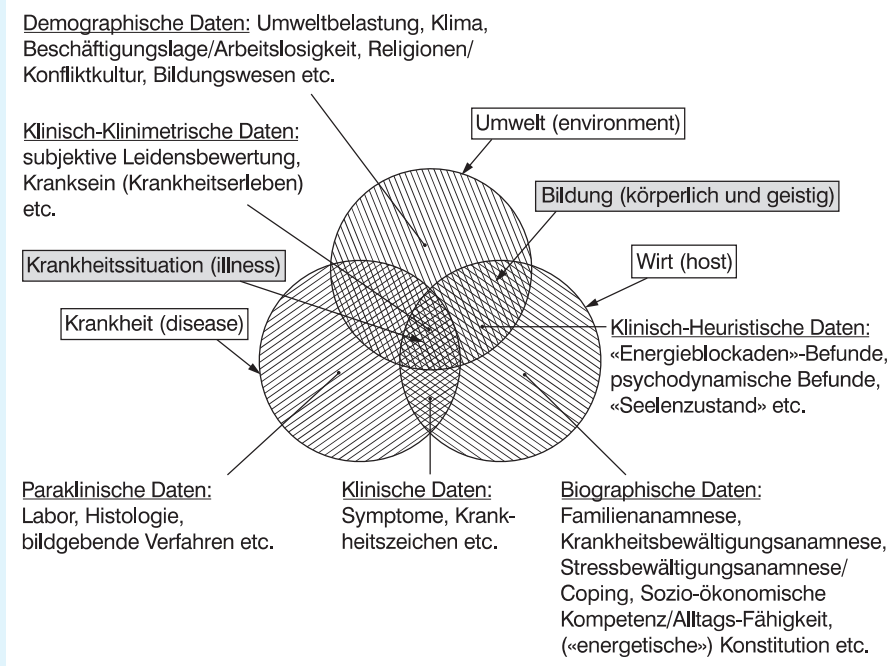 Demographische Daten: Umweltbelastung, Klima,
Beschäftigungslage/Arbeitslosigkeit, Religionen/
Konfliktkultur, Bildungswesen etc.
Umwelt (environment)
Klinisch-Klinimetrische Daten:
subjektive Leidensbewertung,
Kranksein (Krankheitserleben)
etc.
Bildung (körperlich und geistig)
Krankheitssituation (illness)
Wirt (host)
Krankheit (disease)
Klinisch-Heuristische Daten:
«Energieblockaden»-Befunde,
psychodynamische Befunde,
«Seelenzustand» etc.
Paraklinische Daten:
Labor, Histologie,
bildgebende Verfahren etc.
Klinische Daten:
Symptome, Krank-
heitszeichen etc.
Biographische Daten:
Familienanamnese,
Krankheitsbewältigungsanamnese,
Stressbewältigungsanamnese/
Coping, Sozio-ökonomische
Kompetenz/Alltags-Fähigkeit,
(«energetische») Konstitution etc.